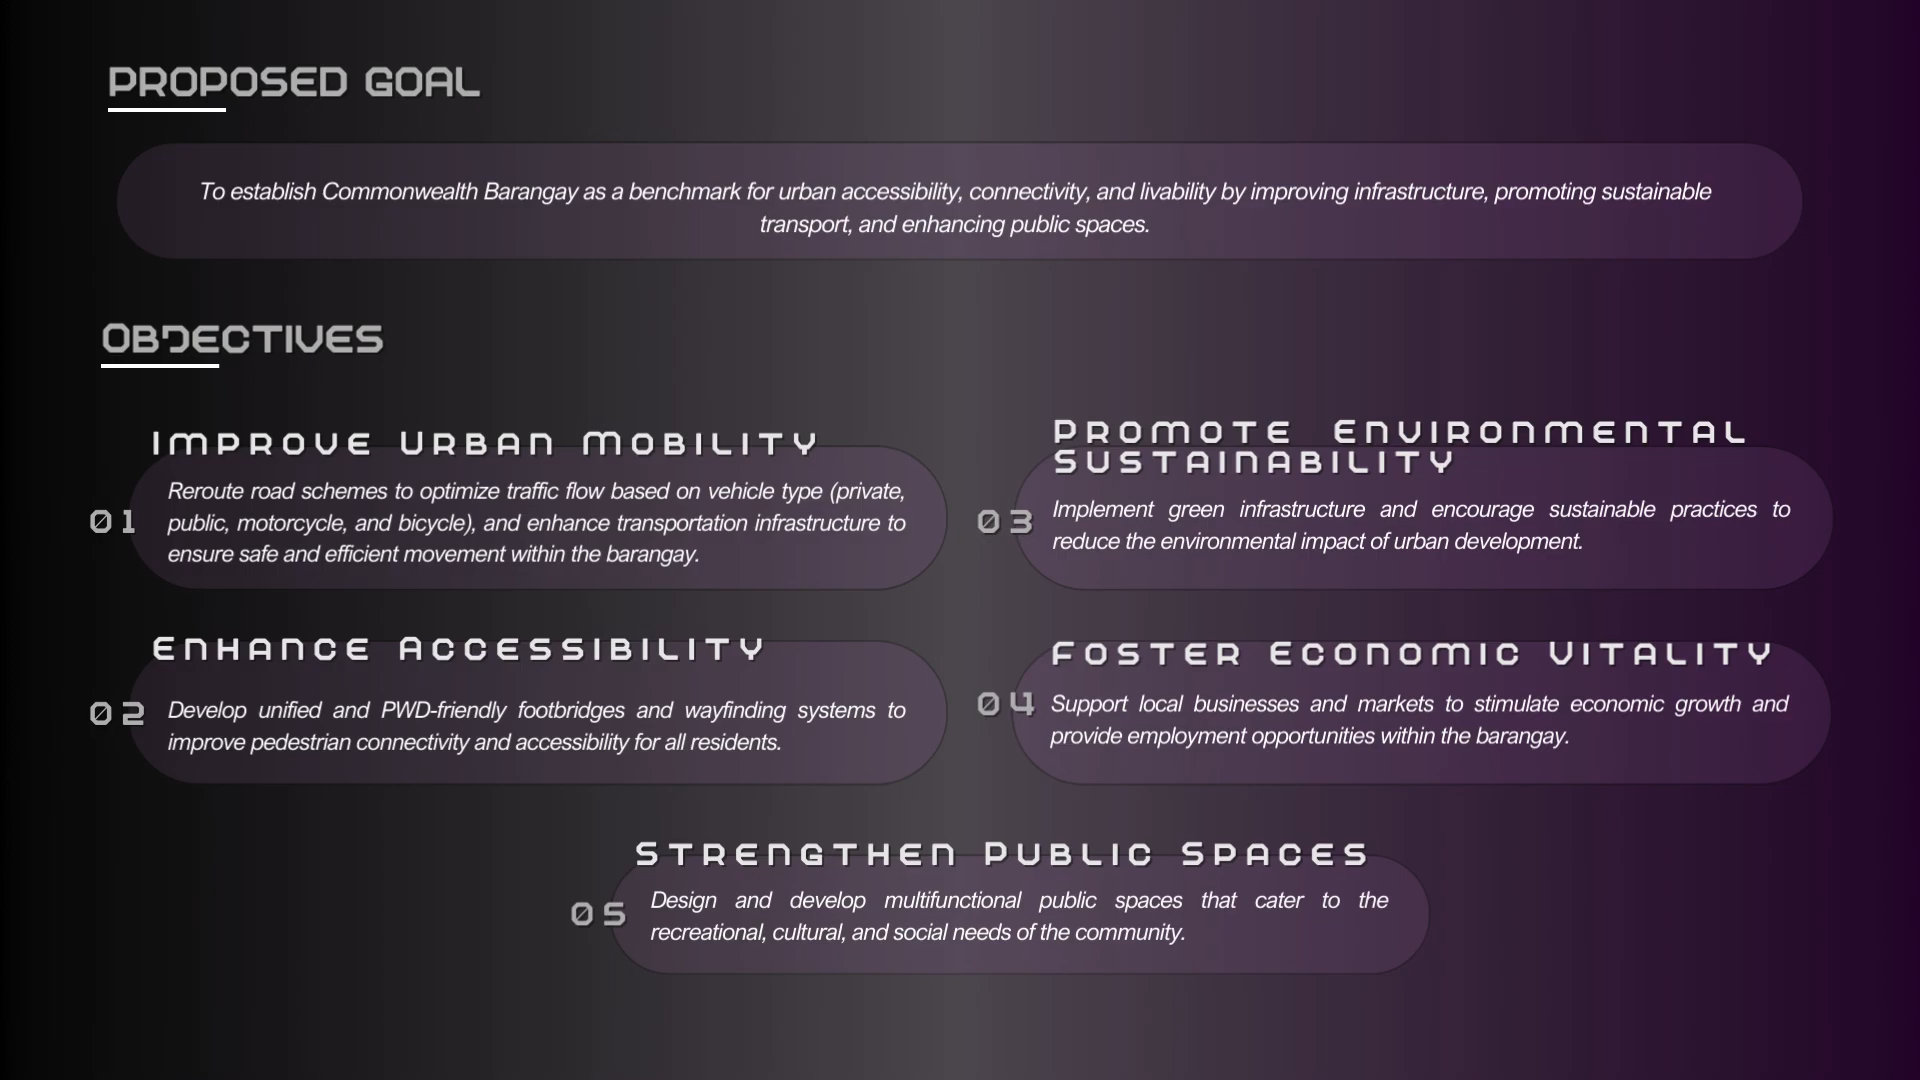 PROPOSED GOAL
To establish Commonwealth Barangay as a benchmark for urban accessibility, connectivity, and livability by improving infrastructure, promoting sustainable
transport, and enhancing public spaces.
OBJECTIVES
IMPROVE URBAN MOBILITY
01
Reroute road schemes to optimize traffic flow based on vehicle type (private,
public, motorcycle, and bicycle), and enhance transportation infrastructure to
ensure safe and efficient movement within the barangay.
ENHANCE ACCESSIBILITY
02
Develop unified and PWD-friendly footbridges and wayfinding systems to
improve pedestrian connectivity and accessibility for all residents.
PROMOTE ENVIRONMENTAL
SUSTAINABILITY
03
Implement green infrastructure and encourage sustainable practices to
reduce the environmental impact of urban development.
FOSTER ECONOMIC VITALITY
04
Support local businesses and markets to stimulate economic growth and
provide employment opportunities within the barangay.
STRENGTHEN PUBLIC SPACES
05
Design and develop multifunctional public spaces that cater to the
recreational, cultural, and social needs of the community.